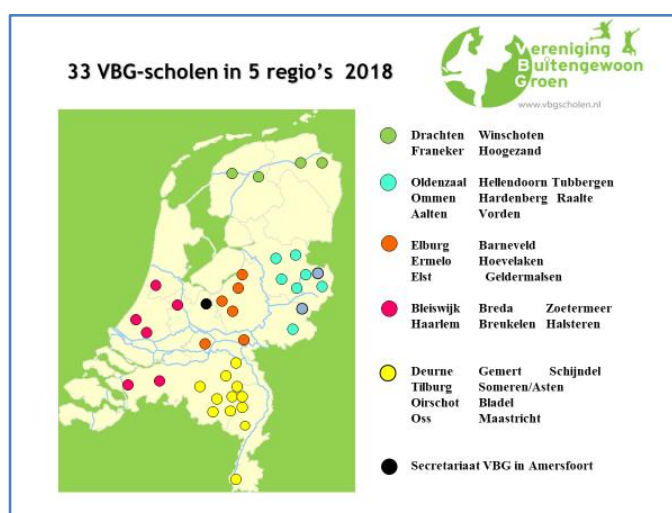 33 VBG-scholen in 5 regio's 2018
Vereniging
Buitengewoon
Groen
www.vbgscholen.nl
Drachten Winschoten
Franeker Hoogezand
Oldenzaal Hellendoorn Tubbergen
Ommen Hardenberg Raalte
Aalten Vorden
Elburg Barneveld
Ermelo Hoevelaken
Elst Geldermalsen
Bleiswijk Breda Zoetermeer
Haarlem Breukelen Halsteren
Deurne Gemert Schijndel
Tilburg Someren/Asten
Oirschot Bladel
Oss Maastricht
Secretariaat VBG in Amersfoort